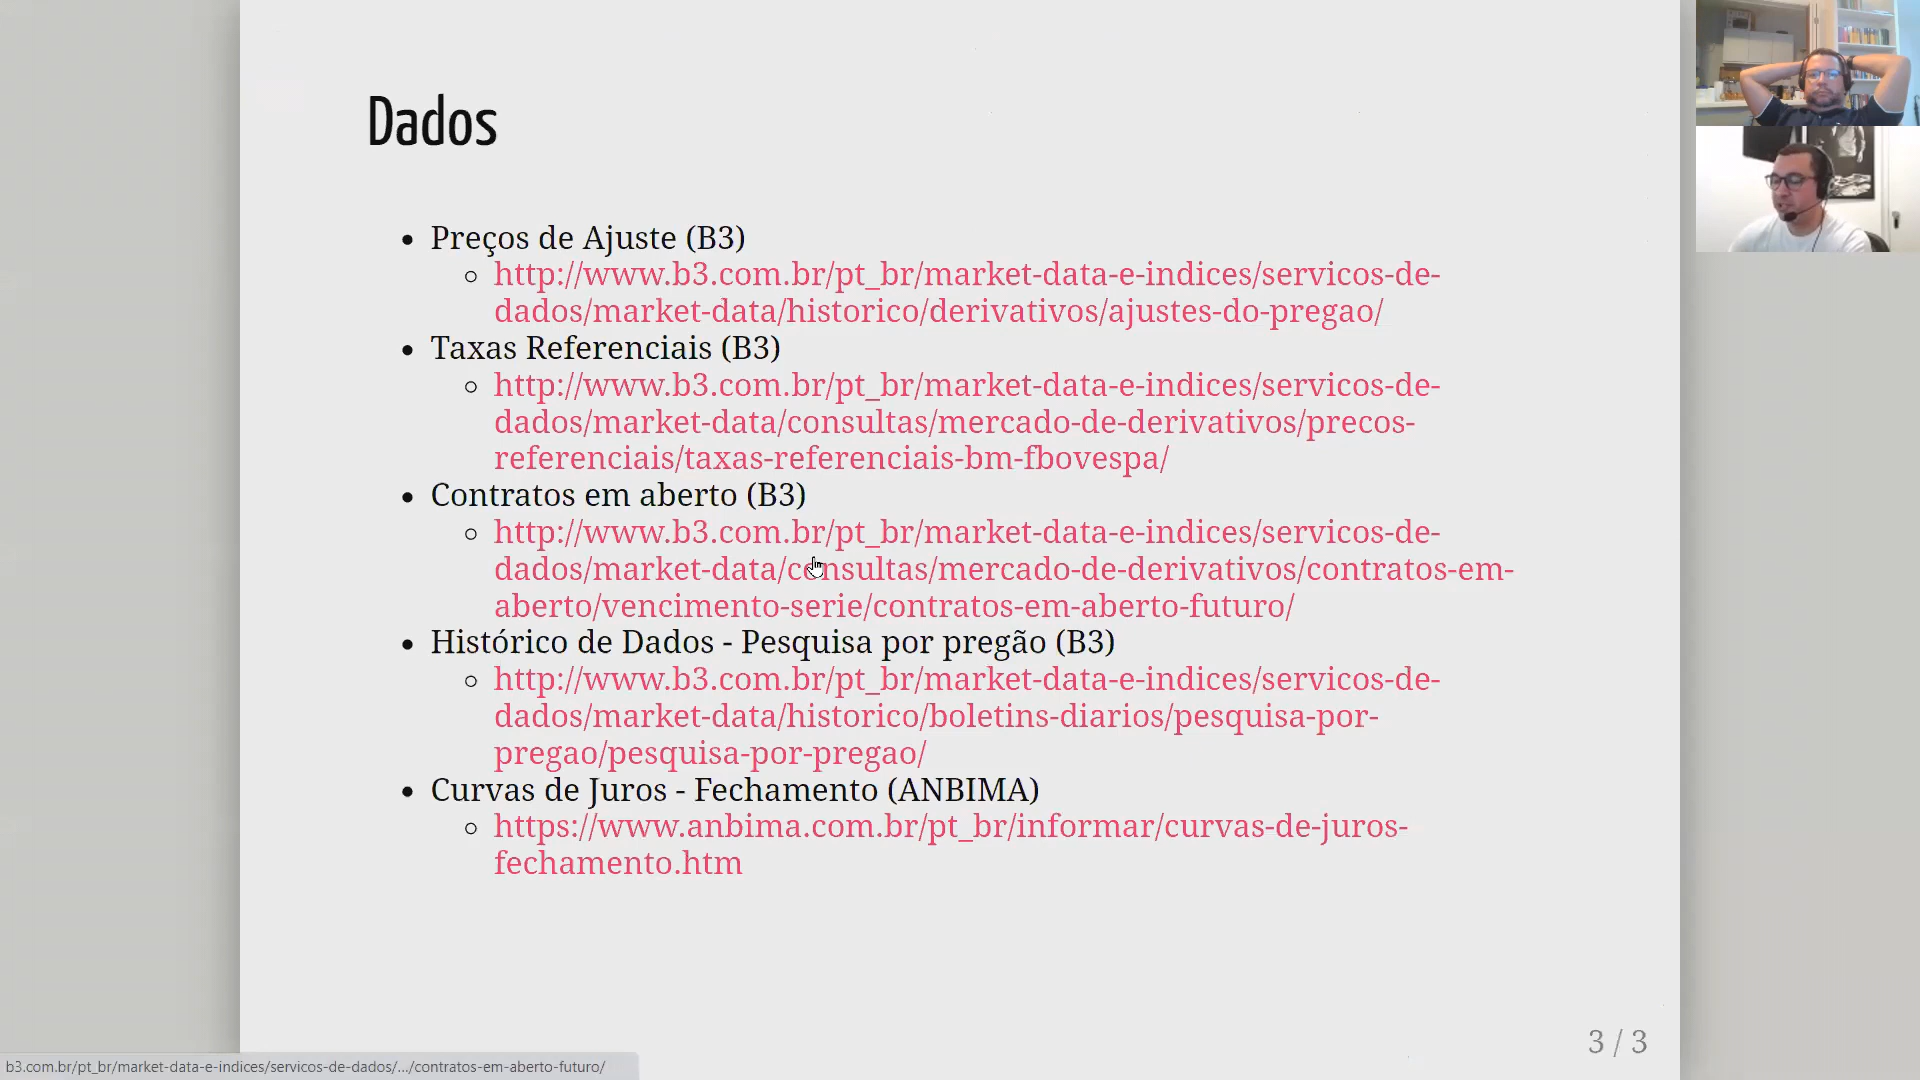 Dados
Preços de Ajuste (B3)
http://www.b3.com.br/pt_br/market-data-e-indices/servicos-de-
dados/market-data/historico/derivativos/ajustes-do-pregao/
Taxas Referenciais (B3)
http://www.b3.com.br/pt_br/market-data-e-indices/servicos-de-
dados/market-data/consultas/mercado-de-derivativos/precos-
referenciais/taxas-referenciais-bm-fbovespa/
Contratos em aberto (B3)
http://www.b3.com.br/pt_br/market-data-e-indices/servicos-de-
dados/market-data/consultas/mercado-de-derivativos/contratos-em-
aberto/vencimento-serie/contratos-em-aberto-futuro/
Histórico de Dados - Pesquisa por pregão (B3)
http://www.b3.com.br/pt_br/market-data-e-indices/servicos-de-
dados/market-data/historico/boletins-diarios/pesquisa-por-
pregao/pesquisa-por-pregao/
Curvas de Juros - Fechamento (ANBIMA)
https://www.anbima.com.br/pt_br/informar/curvas-de-juros-
fechamento.htm
3 / 3
b3.com.br/pt_br/market-data-e-indices/servicos-de-dados/.../contratos-em-aberto-futuro/